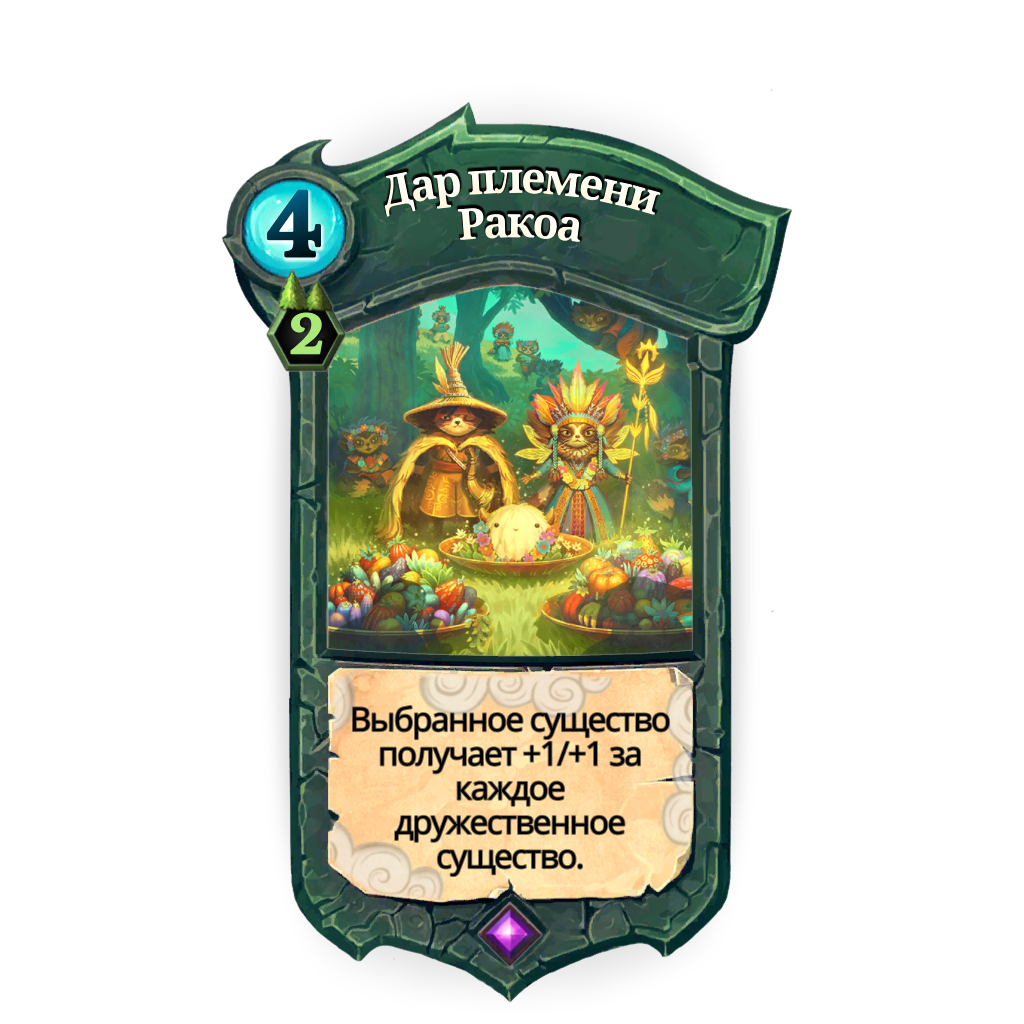 Дар племени
Ракоа
4
2
Выбранное существо
получает +1/+1 за
каждое
дружественное
существо.